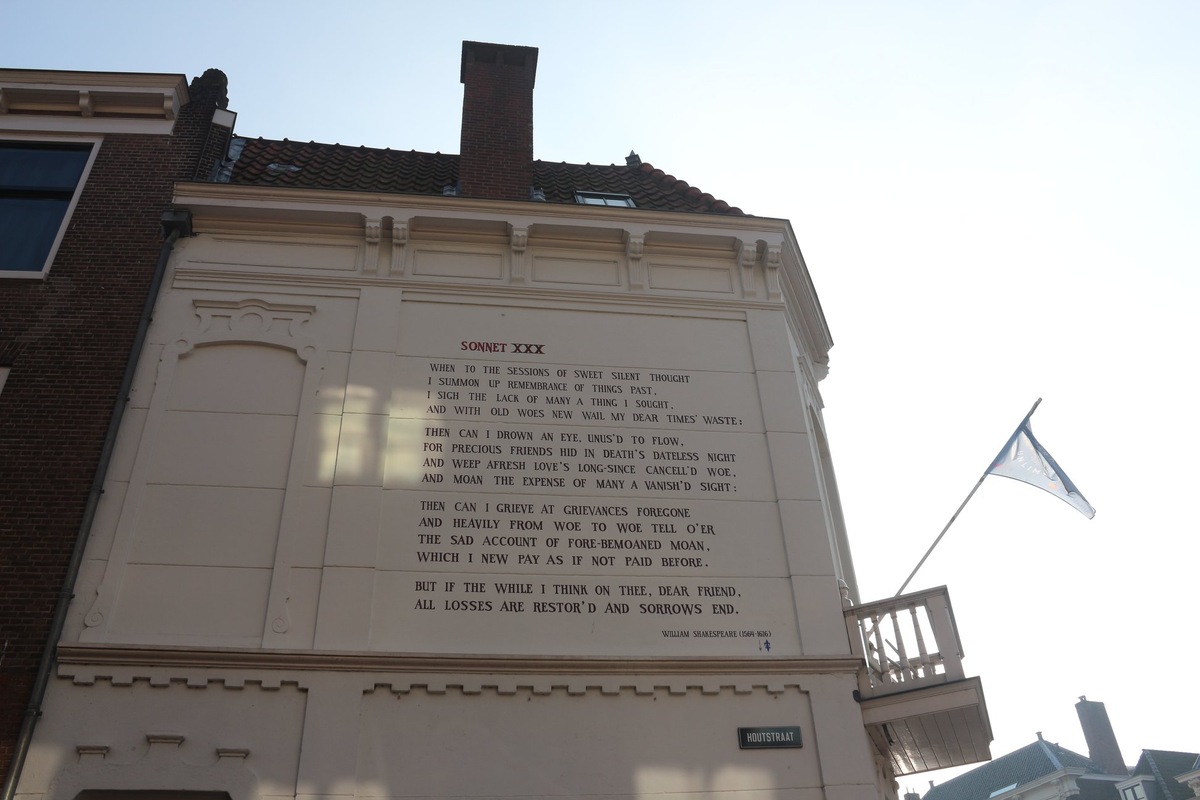 SONNET XXX
WHEN TO THE SESSIONS OF SWEET SILENT THOUGHT
I SUMMON UP REMEMBRANCE OF THINGS PAST,
I SIGH THE LACK OF MANY A THING I SOUGHT,
AND WITH OLD WOES NEW WAIL MY DEAR TIMES' WASTE:
THEN CAN I DROWN AN EYE, UNUS'D TO FLOW,
FOR PRECIOUS FRIENDS HID IN DEATH'S DATELESS NIGHT
AND WEEP AFRESH LOVE'S LONG-SINCE CANCELL'D WOE,
AND MOAN THE EXPENSE OF MANY A VANISH'D SIGHT:
THEN CAN I GRIEVE AT GRIEVANCES FOREGONE
AND HEAVILY FROM WOE TO WOE TELL O'ER
THE SAD ACCOUNT OF FORE-BEMOANED MOAN,
WHICH I NEW PAY AS IF NOT PAID BEFORE.
BUT IF THE WHILE I THINK ON THEE, DEAR FRIEND,
ALL LOSSES ARE RESTOR'D AND SORROWS END.
WILLIAM SHAKESPEARE (1564-1616)
HOUTSTRAAT